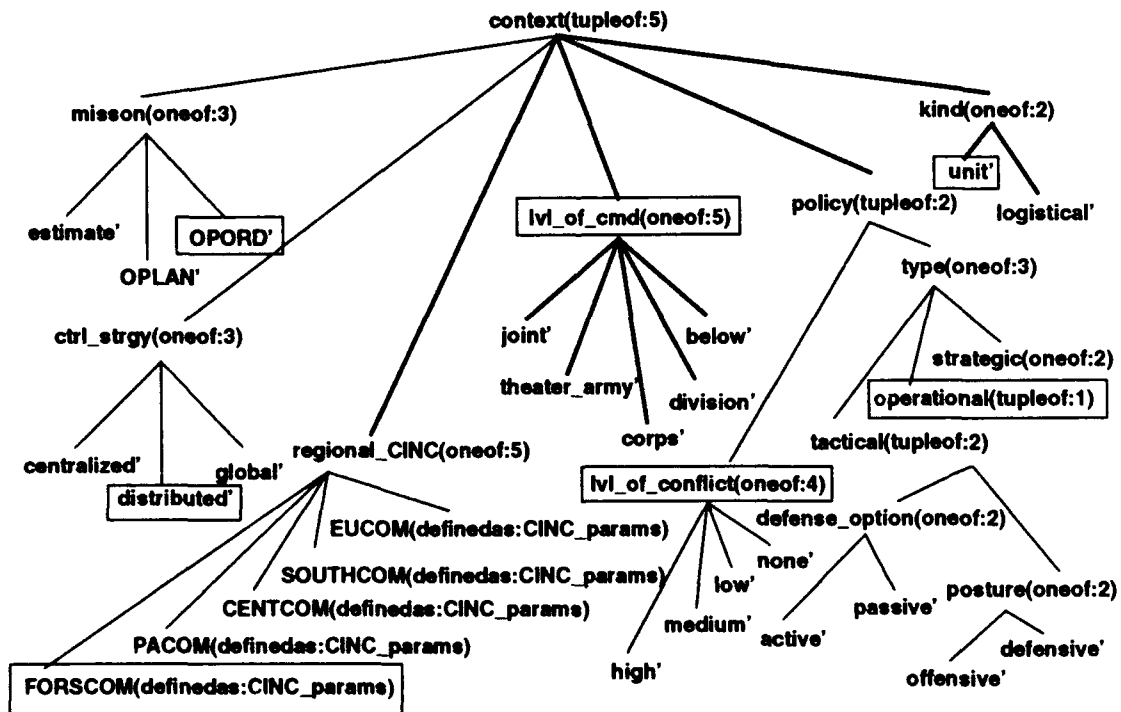 context(tupleof:5)
misson(oneof:3)
kind(oneof:2)
unit'
logistical'
lvl_of_cmd(oneof:5)
policy(tupleof:2)
estimate'
OPORD'
OPLAN'
type(oneof:3)
ctrl_strgy(oneof:3)
joint'
below'
strategic(oneof:2)
theater_army'
division'
operational(tupleof:1)
corps'
tactical(tupleof:2)
centralized'
global'
distributed'
regional_CINC(oneof:5)
lvl_of_conflict(oneof:4)
defense_option(oneof:2)
EUCOM(definedas:CINC_params)
none'
SOUTHCOM(definedas:CINC_params)
low'
posture(oneof:2)
CENTCOM(definedas:CINC_params)
medium'
active'
passive'
PACOM(definedas:CINC_params)
defensive'
high'
offensive'
FORSCOM(definedas:CINC_params)